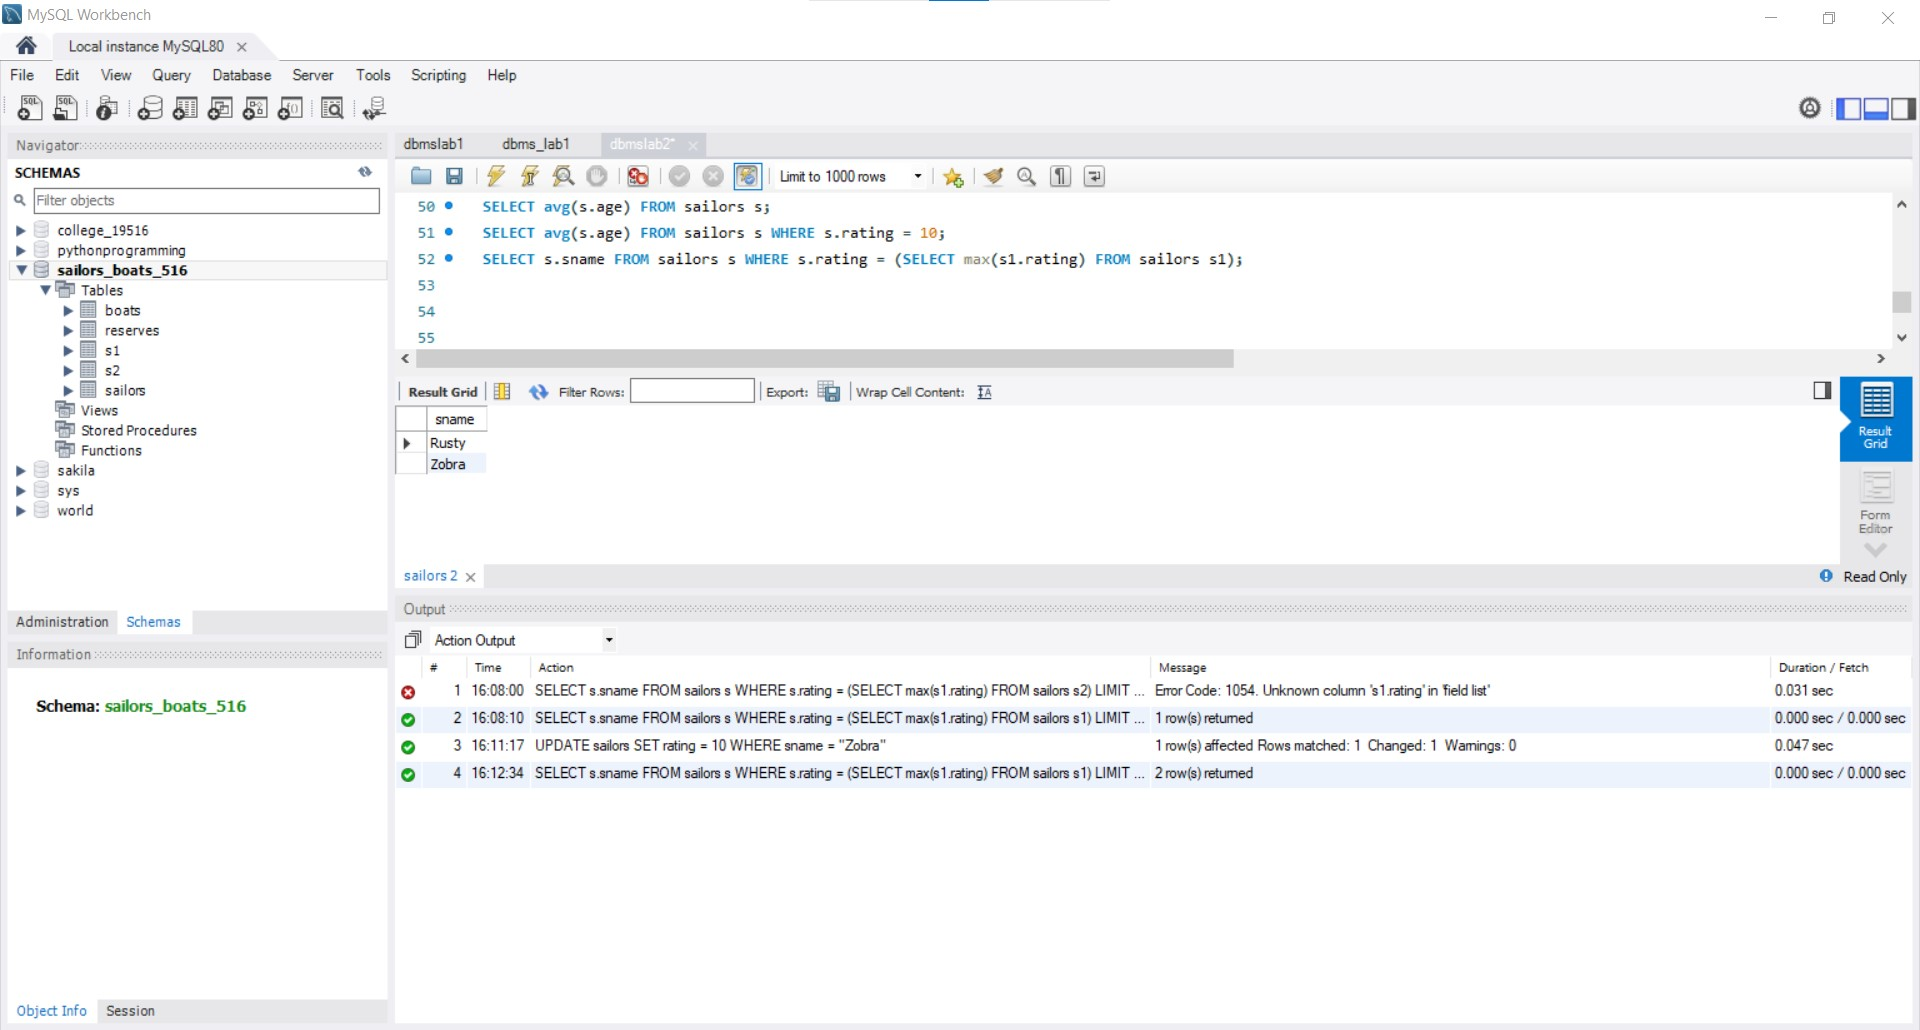 MySQL Workbench
Local instance MySQL80
File Edit View Query Database Server Tools Scripting Help
Navigator
SCHEMAS
Filter objects
college_19516
pythonprogramming
sailors_boats_516
Tables
boats
reserves
s1
s2
sailors
Views
Stored Procedures
Functions
sakila
sys
world
Administration Schemas
Information
Schema: sailors_boats_516
Object Info Session
dbmslab1 dbms_lab1 dbmslab2*
Limit to 1000 rows
50 SELECT avg(s.age) FROM sailors s;
51 SELECT avg(s.age) FROM sailors s WHERE s.rating = 10;
52 SELECT s.sname FROM sailors s WHERE s.rating = (SELECT max(s1.rating) FROM sailors s1);
53
54
55
Result Grid Filter Rows: Export: Wrap Cell Content:
sname
Rusty
Zobra
Result
Grid
Form
Editor
sailors 2
Read Only
Output
Action Output
# Time Action Message Duration / Fetch
1 16:08:00 SELECT s.sname FROM sailors s WHERE s.rating = (SELECT max(s1.rating) FROM sailors s2) LIMIT ... Error Code: 1054. Unknown column 's1.rating' in 'field list' 0.031 sec
2 16:08:10 SELECT s.sname FROM sailors s WHERE s.rating = (SELECT max(s1.rating) FROM sailors s1) LIMIT ... 1 row(s) returned 0.000 sec / 0.000 sec
3 16:11:17 UPDATE sailors SET rating = 10 WHERE sname = "Zobra" 1 row(s) affected Rows matched: 1 Changed: 1 Warnings: 0 0.047 sec
4 16:12:34 SELECT s.sname FROM sailors s WHERE s.rating = (SELECT max(s1.rating) FROM sailors s1) LIMIT ... 2 row(s) returned 0.000 sec / 0.000 sec